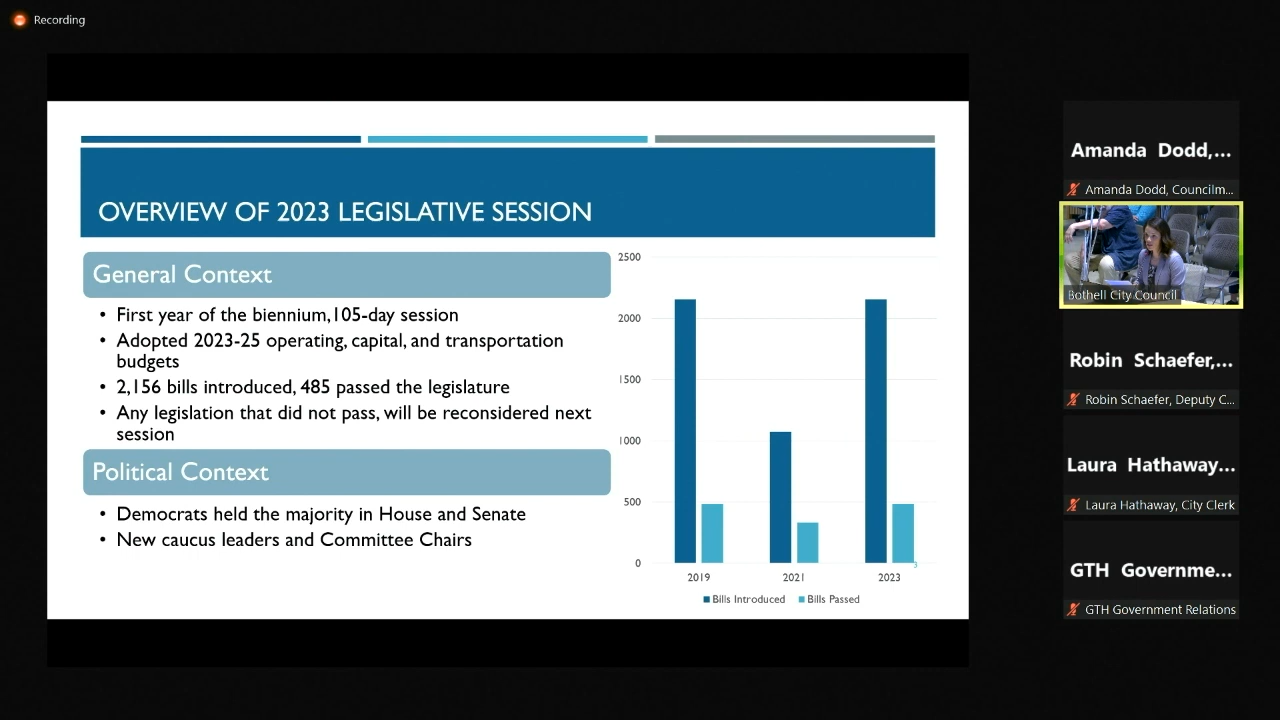 Recording
OVERVIEW OF 2023 LEGISLATIVE SESSION
General Context
• First year of the biennium,105-day session
• Adopted 2023-25 operating, capital, and transportation
budgets
• 2,156 bills introduced, 485 passed the legislature
• Any legislation that did not pass, will be reconsidered next
session
Political Context
• Democrats held the majority in House and Senate
• New caucus leaders and Committee Chairs
2500
2000
1500
1000
500
0
2019
2021
2023
3
Bills Introduced
Bills Passed
Amanda Dodd,...
Amanda Dodd, Councilm...
Bothell City Council
Robin Schaefer,...
Robin Schaefer, Deputy C...
Laura Hathaway...
Laura Hathaway, City Clerk
GTH Governme...
GTH Government Relations